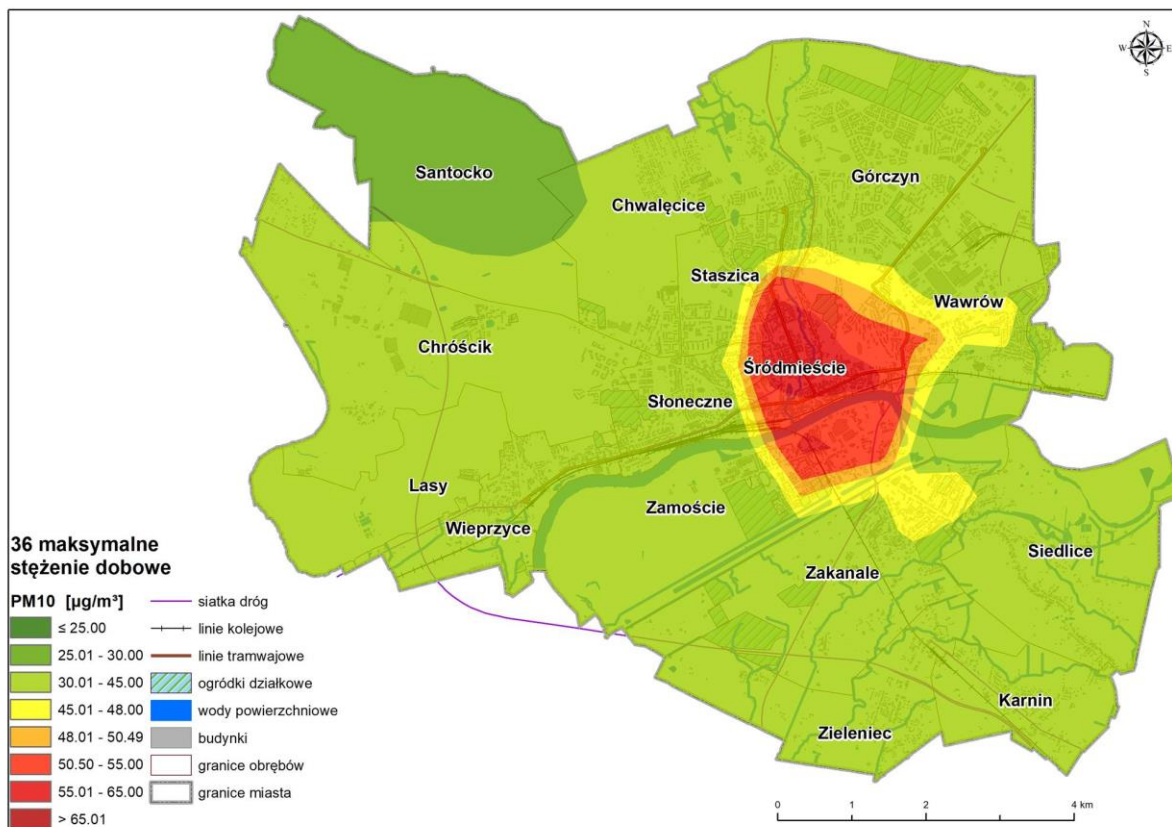 N
W E
S
Santocko
Górczyn
Chwalęcice
Staszica
Wawrów
Chróścik
Śródmieście
Słoneczne
Lasy
Zamoście
Wieprzyce
Siedlice
Zakanale
Karnin
Zieleniec
36 maksymalne
stężenie dobowe
PM10 [µg/m³]
≤ 25.00
25.01 - 30.00
30.01 - 45.00
45.01 - 48.00
48.01 - 50.49
50.50 - 55.00
55.01 - 65.00
> 65.01
siatka dróg
linie kolejowe
linie tramwajowe
ogródki działkowe
wody powierzchniowe
budynki
granice obrębów
granice miasta
0 1 2 4 km